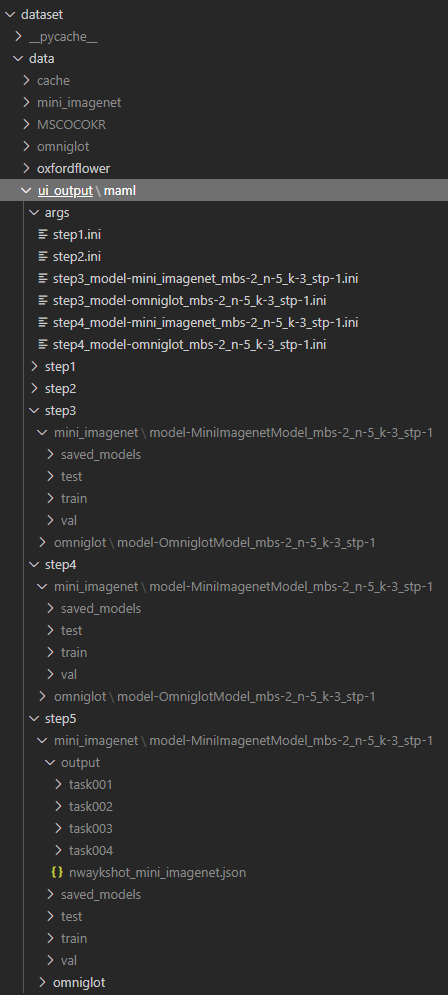 dataset
__pycache__
data
cache
mini_imagenet
MSCOCOKR
omniglot
oxfordflower
ui_output \ maml
args
step1.ini
step2.ini
step3_model-mini_imagenet_mbs-2_n-5_k-3_stp-1.ini
step3_model-omniglot_mbs-2_n-5_k-3_stp-1.ini
step4_model-mini_imagenet_mbs-2_n-5_k-3_stp-1.ini
step4_model-omniglot_mbs-2_n-5_k-3_stp-1.ini
step1
step2
step3
mini_imagenet \ model-MiniImagenetModel_mbs-2_n-5_k-3_stp-1
saved_models
test
train
val
omniglot \ model-OmniglotModel_mbs-2_n-5_k-3_stp-1
step4
mini_imagenet \ model-MiniImagenetModel_mbs-2_n-5_k-3_stp-1
saved_models
test
train
val
omniglot \ model-OmniglotModel_mbs-2_n-5_k-3_stp-1
step5
mini_imagenet \ model-MiniImagenetModel_mbs-2_n-5_k-3_stp-1
output
task001
task002
task003
task004
{} nwaykshot_mini_imagenet.json
saved_models
test
train
val
omniglot